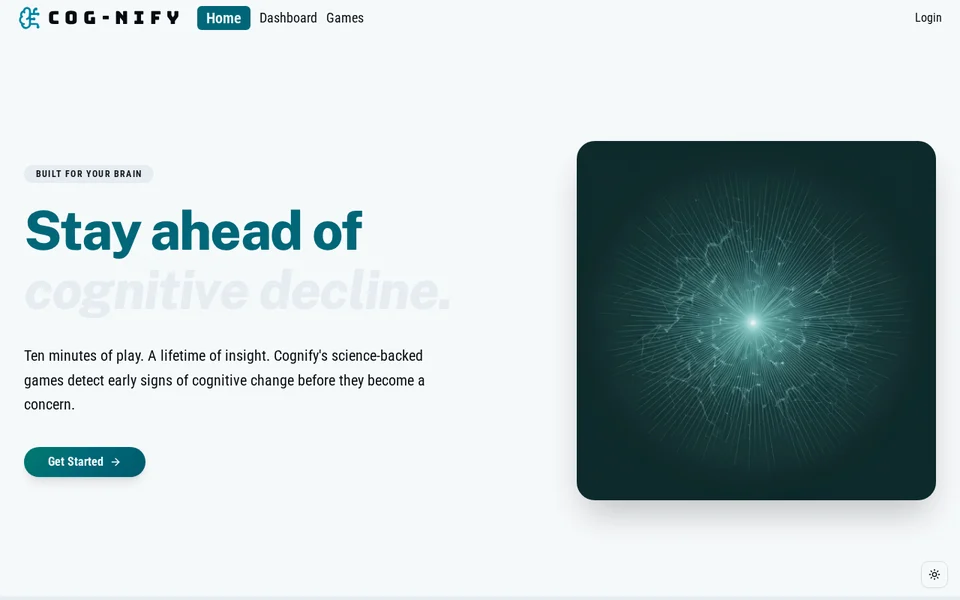 COG-NIFY Home Dashboard Games Login
BUILT FOR YOUR BRAIN
Stay ahead of
cognitive decline.
Ten minutes of play. A lifetime of insight. Cognify's science-backed
games detect early signs of cognitive change before they become a
concern.
Get Started →